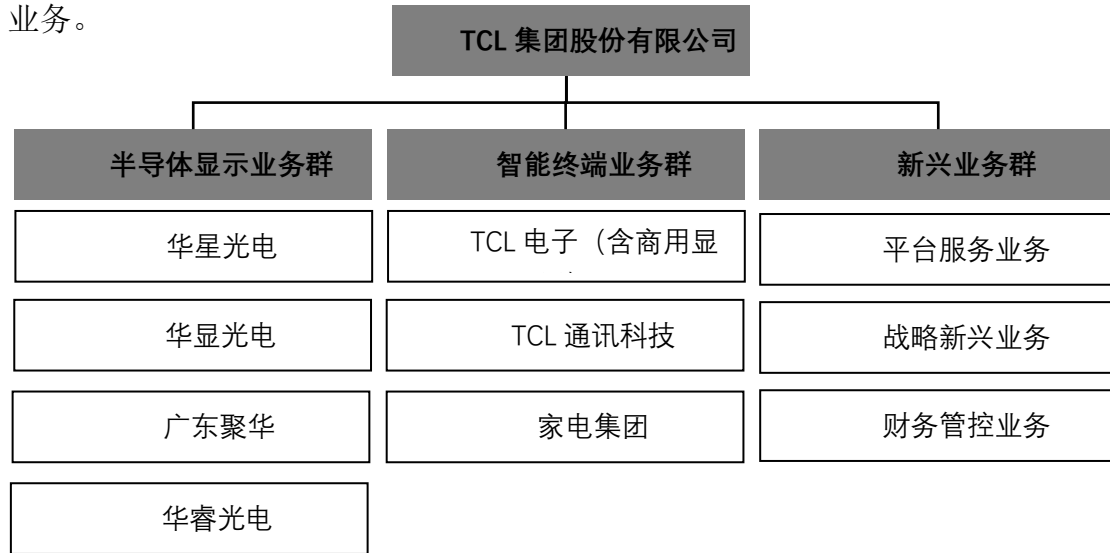 业务。
TCL 集团股份有限公司
半导体显示业务群 智能终端业务群 新兴业务群
华星光电 TCL 电子（含商用显 平台服务业务
华显光电 TCL 通讯科技 战略新兴业务
广东聚华 家电集团 财务管控业务
华睿光电